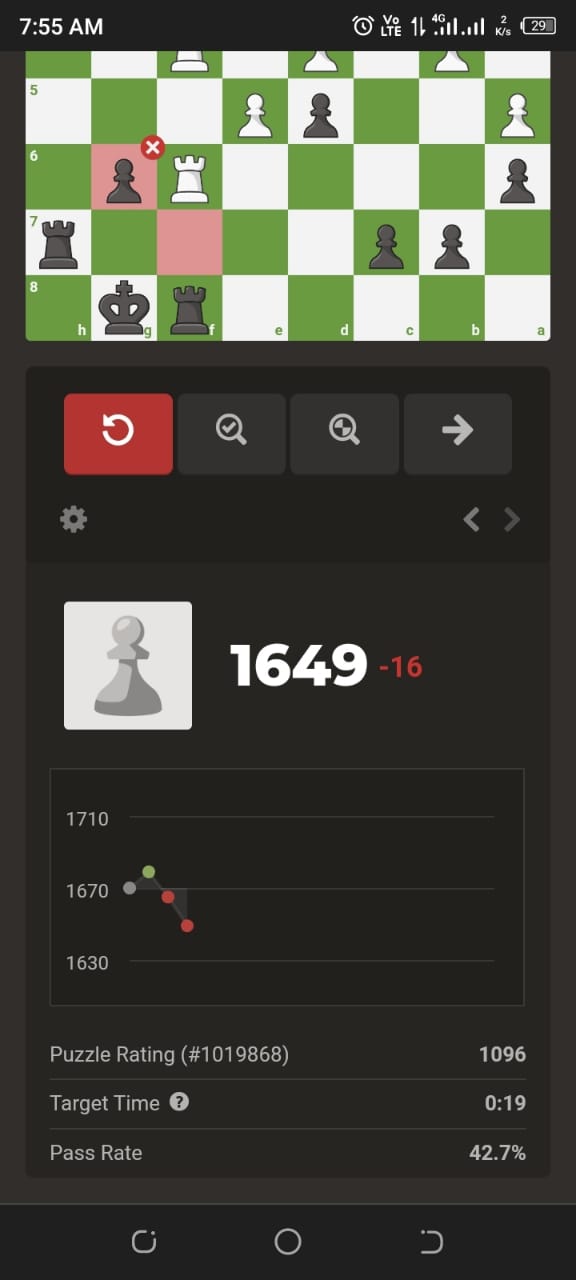 7:55 AM Vo LTE 4G 2 K/s 29
5
6
7
8
h g f e d c b a
1649 -16
1710
1670
1630
Puzzle Rating (#1019868) 1096
Target Time ? 0:19
Pass Rate 42.7%